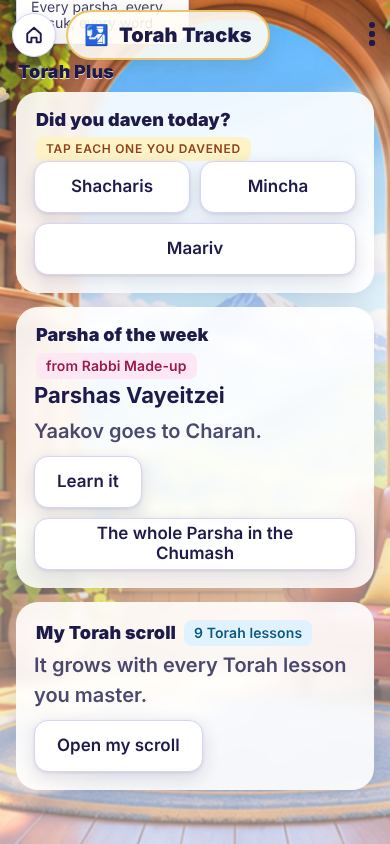 Every parsha, every
Torah Tracks
Torah Plus
Did you daven today?
TAP EACH ONE YOU DAVENED
Shacharis
Mincha
Maariv
Parsha of the week
from Rabbi Made-up
Parshas Vayeitzei
Yaakov goes to Charan.
Learn it
The whole Parsha in the
Chumash
My Torah scroll
9 Torah lessons
It grows with every Torah lesson
you master.
Open my scroll